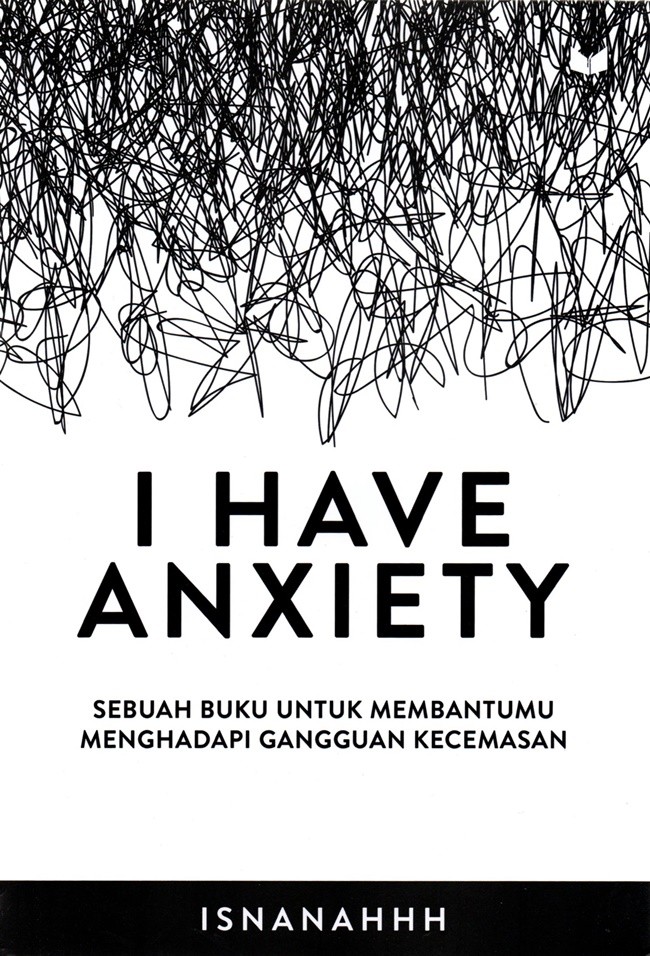 I HAVE
ANXIETY
SEBUAH BUKU UNTUK MEMBANTUMU
MENGHADAPI GANGGUAN KECEMASAN
ISNANAHHH